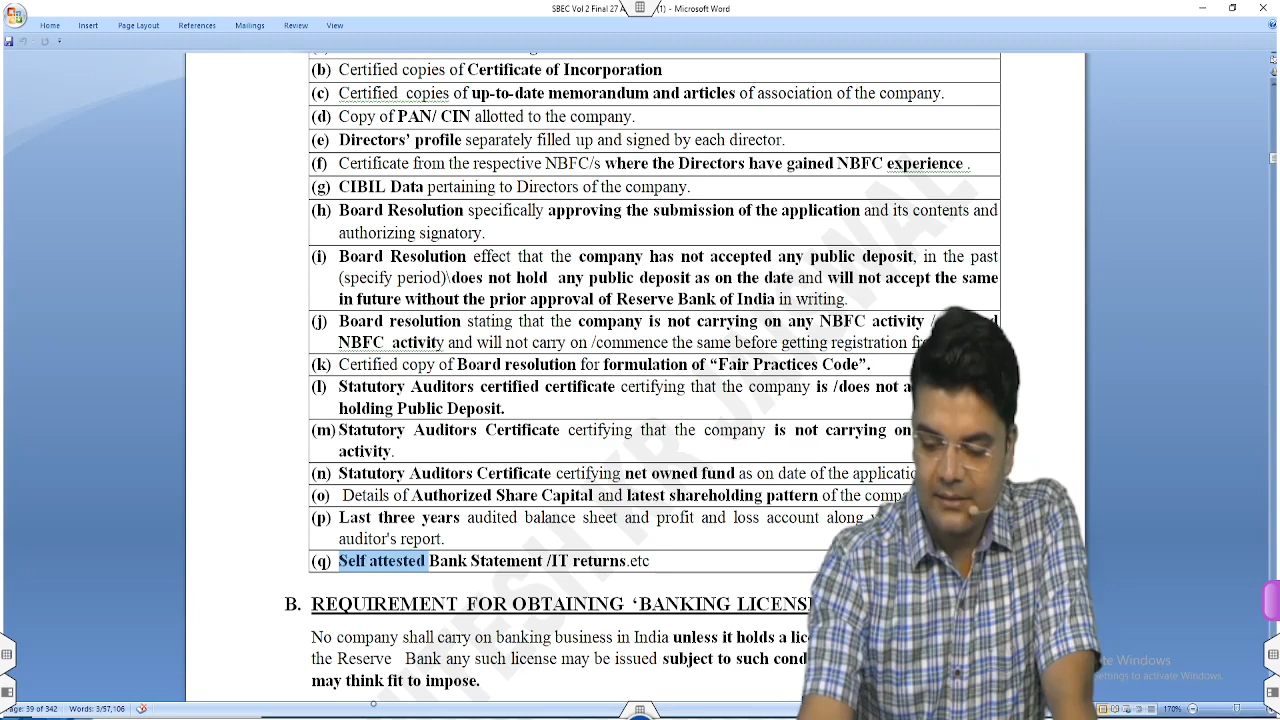 SBEC Vol 2 Final 27 A (1) - Microsoft Word
Home Insert Page Layout References Mailings Review View
(b) Certified copies of Certificate of Incorporation
(c) Certified copies of up-to-date memorandum and articles of association of the company.
(d) Copy of PAN/ CIN allotted to the company.
(e) Directors’ profile separately filled up and signed by each director.
(f) Certificate from the respective NBFC/s where the Directors have gained NBFC experience .
(g) CIBIL Data pertaining to Directors of the company.
(h) Board Resolution specifically approving the submission of the application and its contents and
authorizing signatory.
(i) Board Resolution effect that the company has not accepted any public deposit, in the past
(specify period)\does not hold any public deposit as on the date and will not accept the same
in future without the prior approval of Reserve Bank of India in writing.
(j) Board resolution stating that the company is not carrying on any NBFC activity /
NBFC activity and will not carry on /commence the same before getting registration
(k) Certified copy of Board resolution for formulation of “Fair Practices Code”.
(l) Statutory Auditors certified certificate certifying that the company is /does not
holding Public Deposit.
(m) Statutory Auditors Certificate certifying that the company is not carrying on
activity.
(n) Statutory Auditors Certificate certifying net owned fund as on date of the
(o) Details of Authorized Share Capital and latest shareholding pattern of the
(p) Last three years audited balance sheet and profit and loss account along
auditor's report.
(q) Self attested Bank Statement /IT returns.etc
B. REQUIREMENT FOR OBTAINING ‘BANKING
No company shall carry on banking business in India unless it holds a
the Reserve Bank any such license may be issued subject to such
may think fit to impose.
Windows
to activate Windows.
Page: 39 of 342 Words: 3/57,106 170%